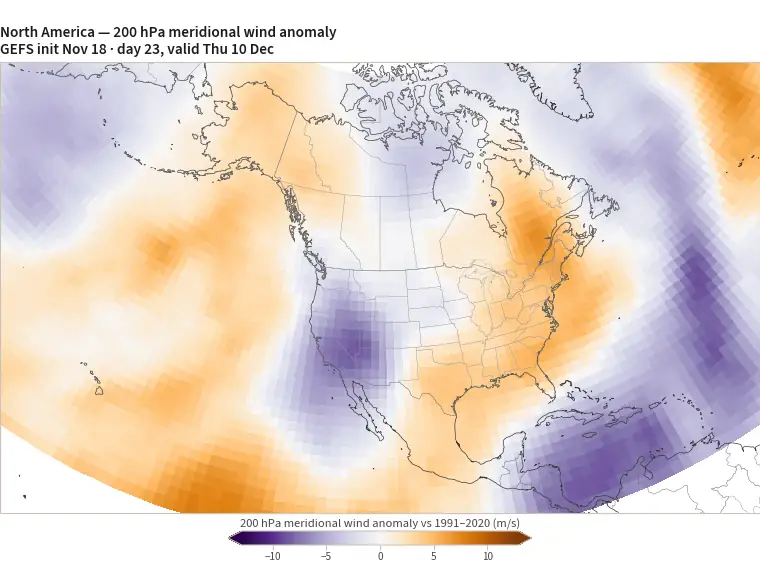 North America — 200 hPa meridional wind anomaly
GEFS init Nov 18 · day 23, valid Thu 10 Dec
200 hPa meridional wind anomaly vs 1991–2020 (m/s)
−10 −5 0 5 10